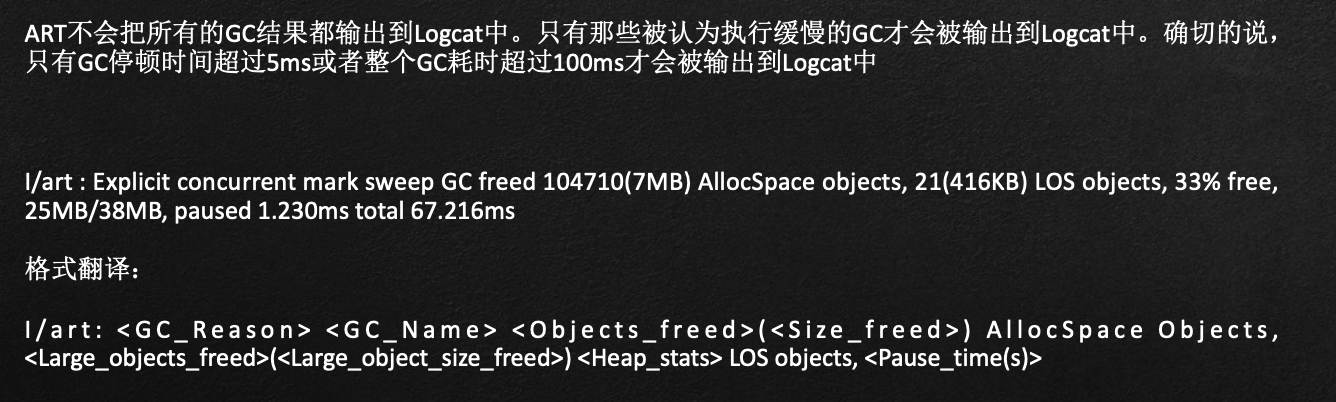 ART不会把所有的GC结果都输出到Logcat中。只有那些被认为执行缓慢的GC才会被输出到Logcat中。确切的说，
只有GC停顿时间超过5ms或者整个GC耗时超过100ms才会被输出到Logcat中
I/art : Explicit concurrent mark sweep GC freed 104710(7MB) AllocSpace objects, 21(416KB) LOS objects, 33% free,
25MB/38MB, paused 1.230ms total 67.216ms
格式翻译：
I/art: <GC_Reason> <GC_Name> <Objects_freed>(<Size_freed>) AllocSpace Objects,
<Large_objects_freed>(<Large_object_size_freed>) <Heap_stats> LOS objects, <Pause_time(s)>